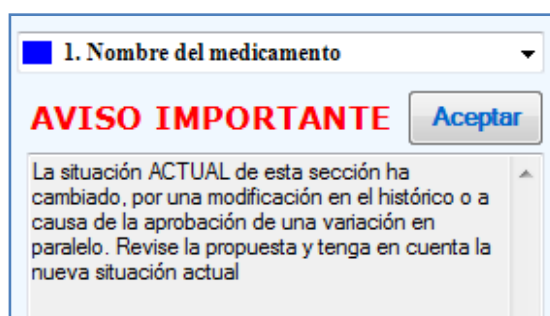 1. Nombre del medicamento
AVISO IMPORTANTE Aceptar
La situación ACTUAL de esta sección ha
cambiado, por una modificación en el histórico o a
causa de la aprobación de una variación en
paralelo. Revise la propuesta y tenga en cuenta la
nueva situación actual